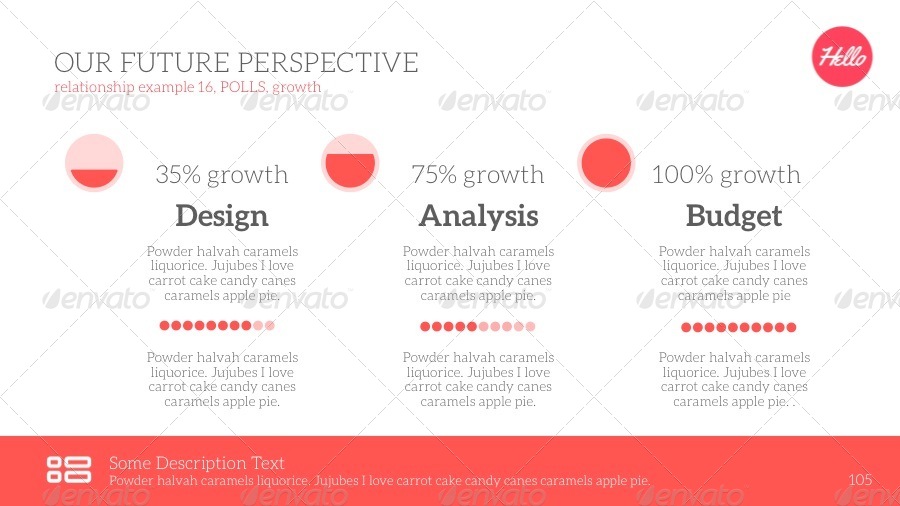 OUR FUTURE PERSPECTIVE
relationship example 16, POLLS, growth
Hello
35% growth
Design
Powder halvah caramels
liquorice. Jujubes I love
carrot cake candy canes
caramels apple pie.
Powder halvah caramels
liquorice. Jujubes I love
carrot cake candy canes
caramels apple pie.
75% growth
Analysis
Powder halvah caramels
liquorice. Jujubes I love
carrot cake candy canes
caramels apple pie.
Powder halvah caramels
liquorice. Jujubes I love
carrot cake candy canes
caramels apple pie.
100% growth
Budget
Powder halvah caramels
liquorice. Jujubes I love
carrot cake candy canes
caramels apple pie
Powder halvah caramels
liquorice. Jujubes I love
carrot cake candy canes
caramels apple pie. .
Some Description Text
Powder halvah caramels liquorice. Jujubes I love carrot cake candy canes caramels apple pie.
105
envato envato envato envato envato
envato envato envato envato envato
envato envato envato envato envato